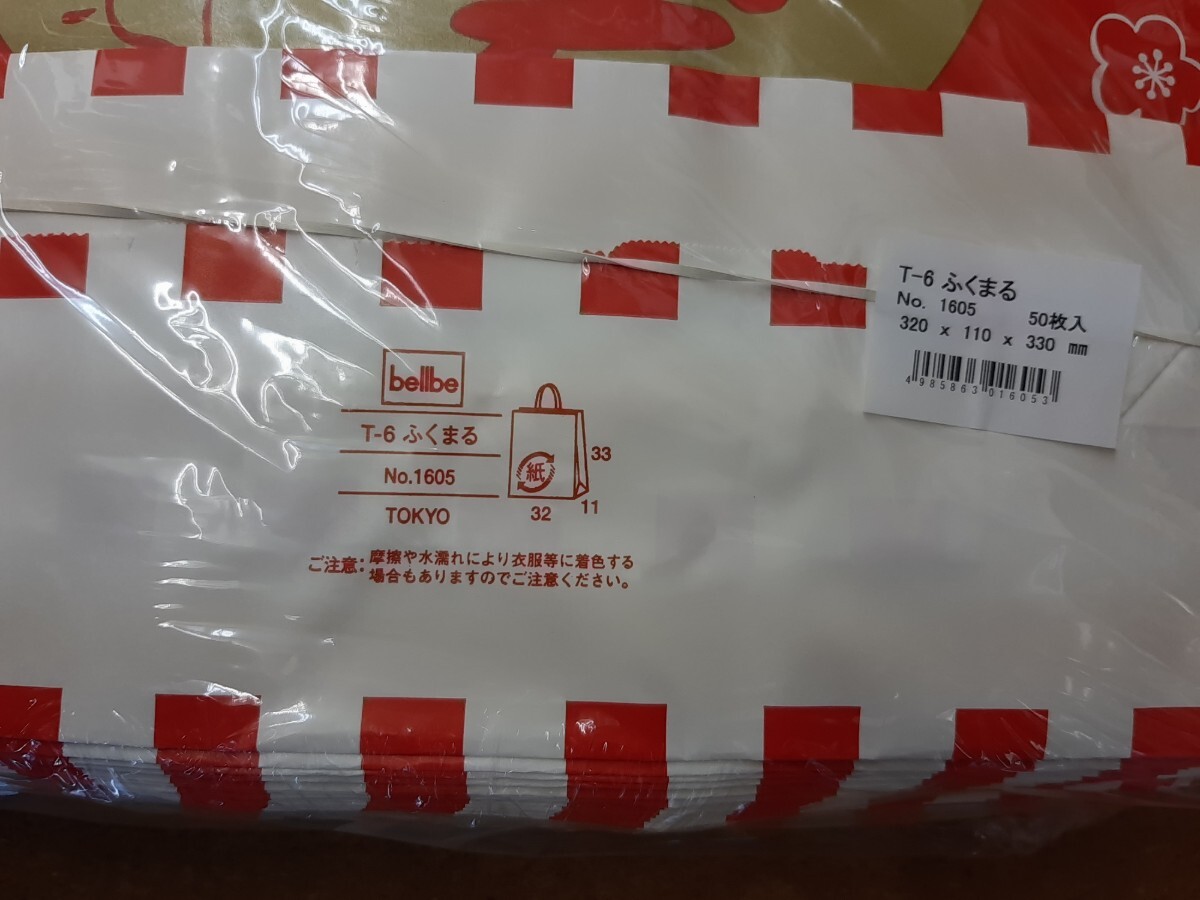 T-6 ふくまる
No. 1605 50枚入
320 x 110 x 330 mm
4985863 016053
bellbe
T-6 ふくまる
No.1605
TOKYO
紙
33
11
32
ご注意:摩擦や水濡れにより衣服等に着色する
場合もありますのでご注意ください。